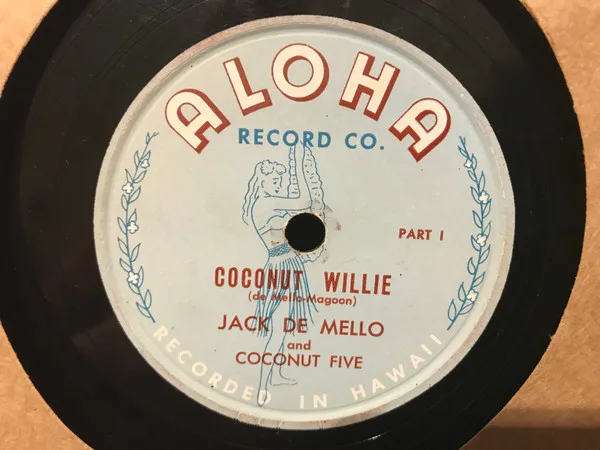 ALOHA
RECORD CO.
PART I
COCONUT WILLIE
(de Mello-Magoon)
JACK DE MELLO
and
COCONUT FIVE
RECORDED IN HAWAII